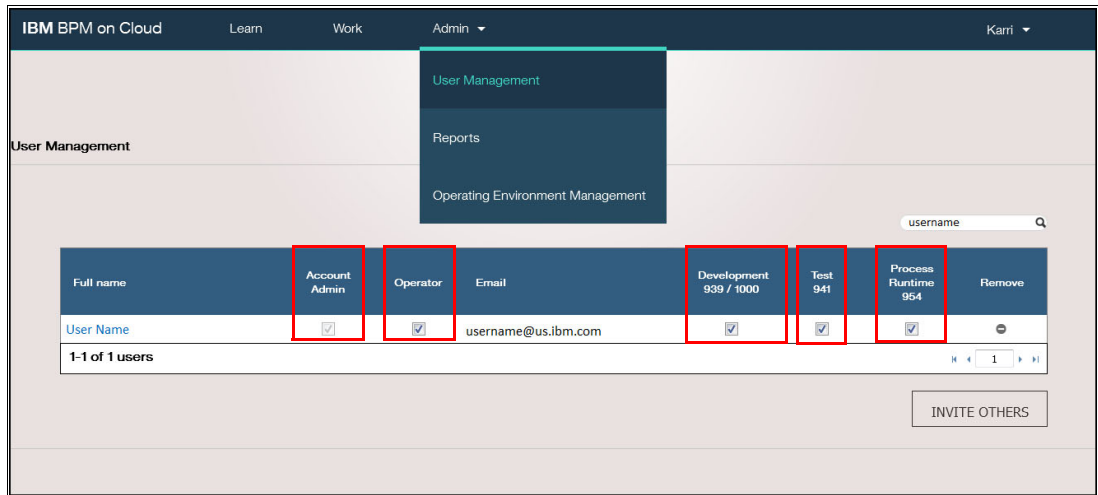 IBM BPM on Cloud Learn Work Admin Karri
User Management
Reports
User Management
Operating Environment Management
username
Full name Account Admin Operator Email Development 939 / 1000 Test 941 Process Runtime 954 Remove
User Name username@us.ibm.com
1-1 of 1 users 1
INVITE OTHERS